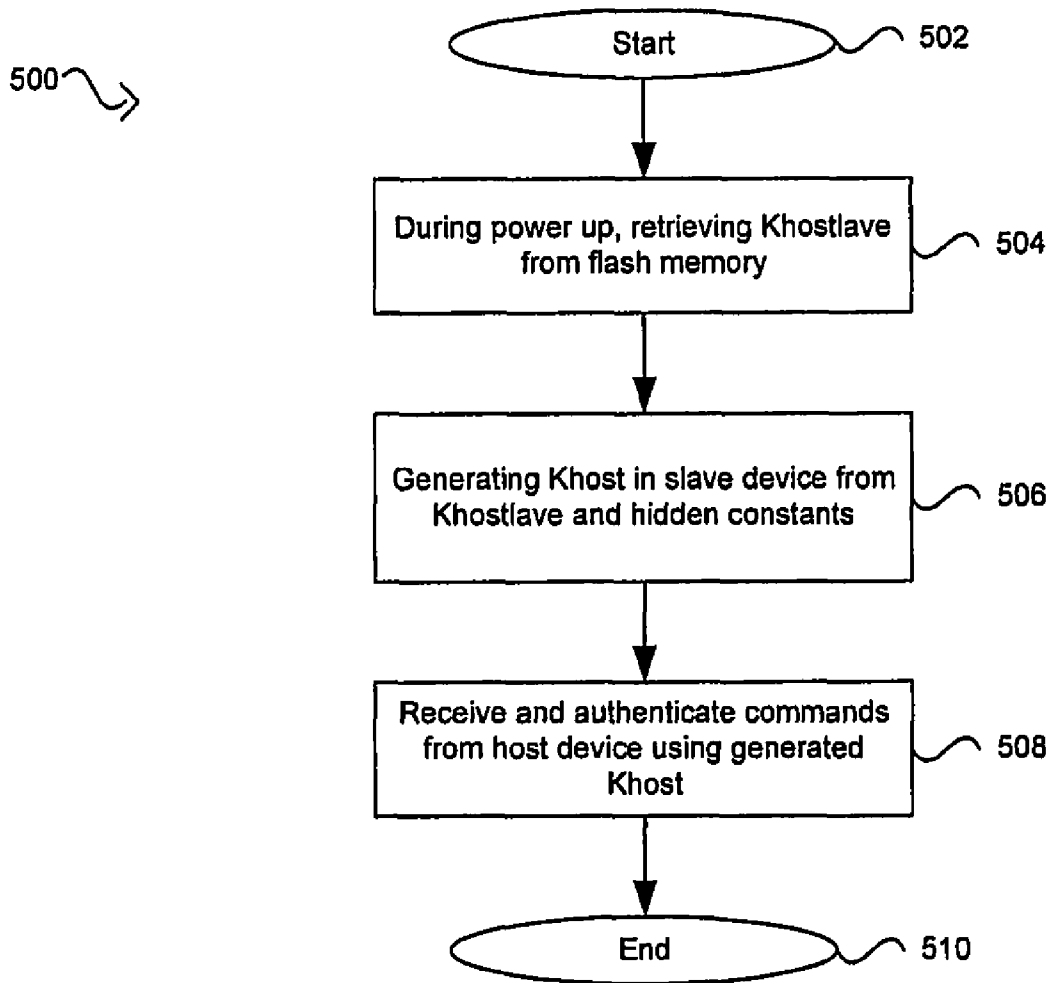 Start
502
500
During power up, retrieving Khostlave
from flash memory
504
Generating Khost in slave device from
Khostlave and hidden constants
506
Receive and authenticate commands
from host device using generated
Khost
508
End
510